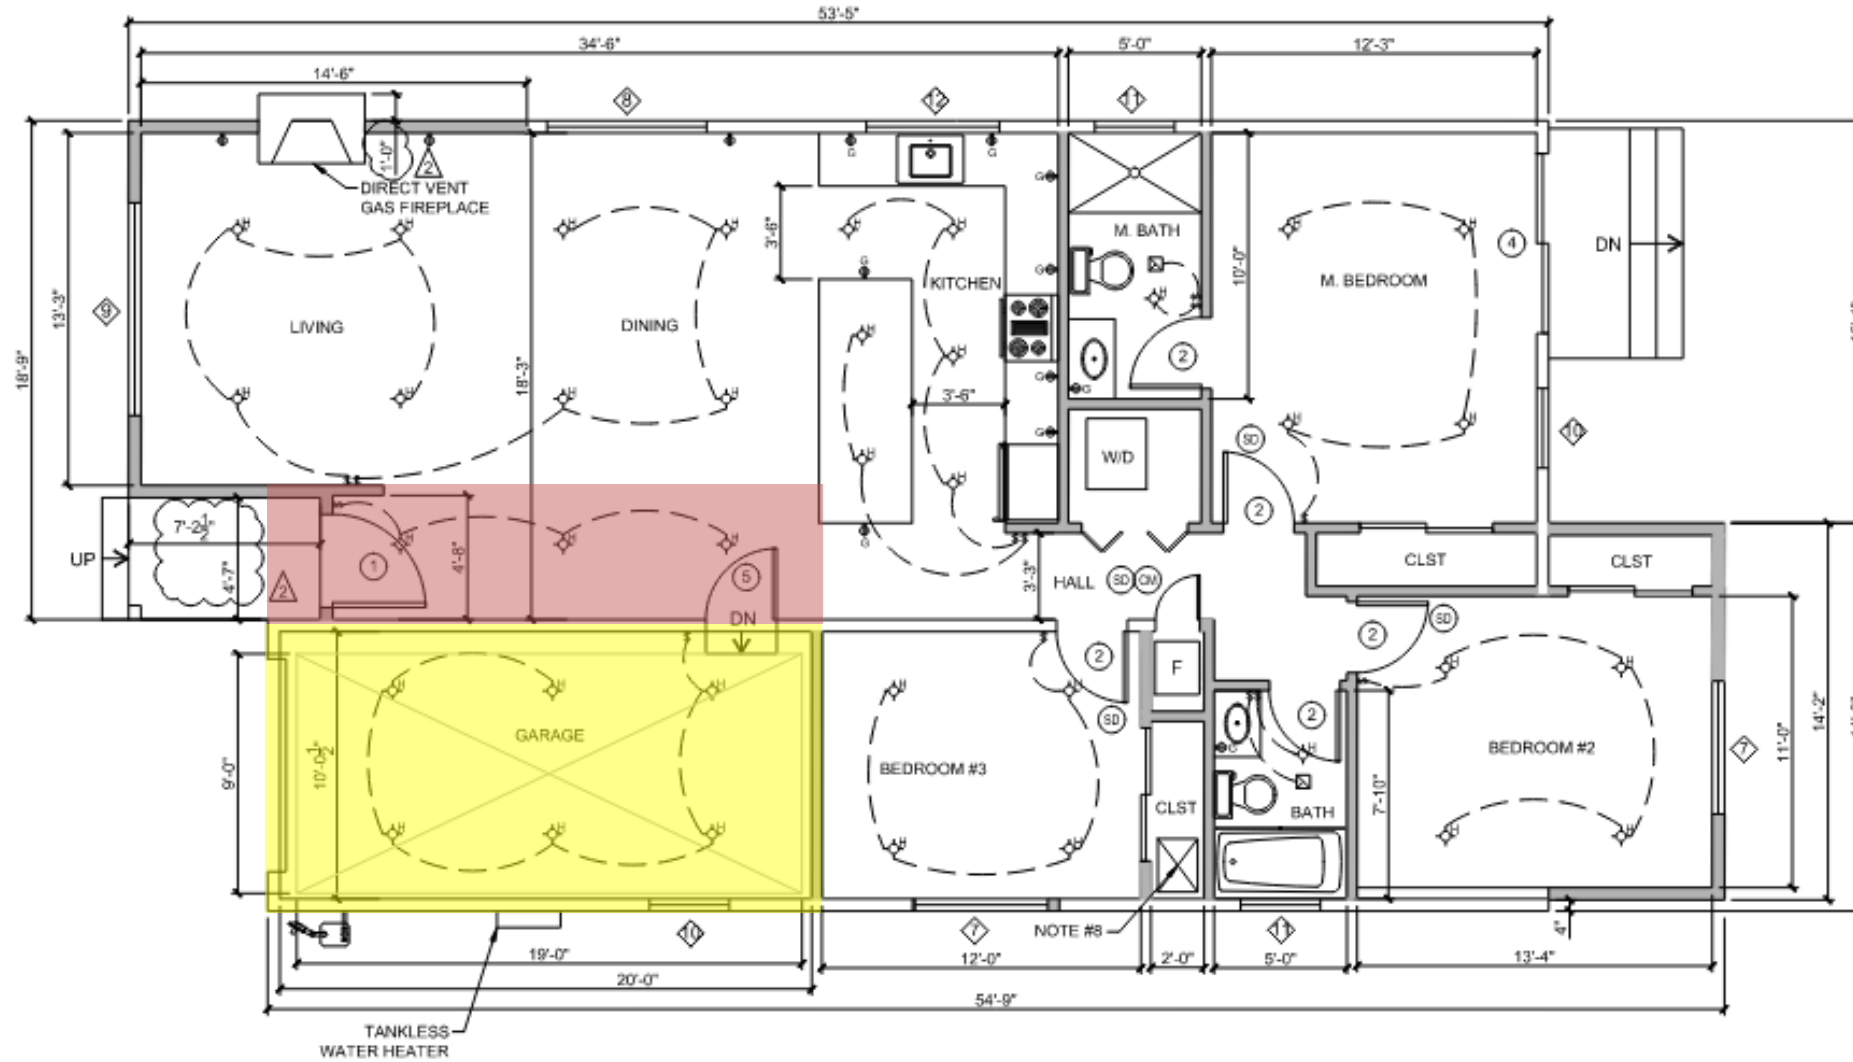 53'-5"
34'-6"
5'-0"
12'-3"
14'-6"
8
12
11
1'-0"
2
DIRECT VENT
GAS FIREPLACE
H H H H H H H H
G G G
3'-6"
M. BATH
4
DN
KITCHEN
10'-0"
M. BEDROOM
13'-3"
9
LIVING
DINING
18'-9"
18'-3"
2
3'-6"
G G G G
SD
10
W/D
7'-2½"
UP
4'-7"
2
1
4'-8"
5
DN
3'-3"
HALL
SD CM
2
CLST
CLST
2
SD
2
F
SD
GARAGE
9'-0"
10'-0½"
BEDROOM #3
2
BEDROOM #2
7
11'-0"
14'-2"
CLST
BATH
7'-10"
10
7
NOTE #8
11
4"
19'-0"
12'-0"
2'-0"
5'-0"
13'-4"
20'-0"
54'-9"
TANKLESS
WATER HEATER